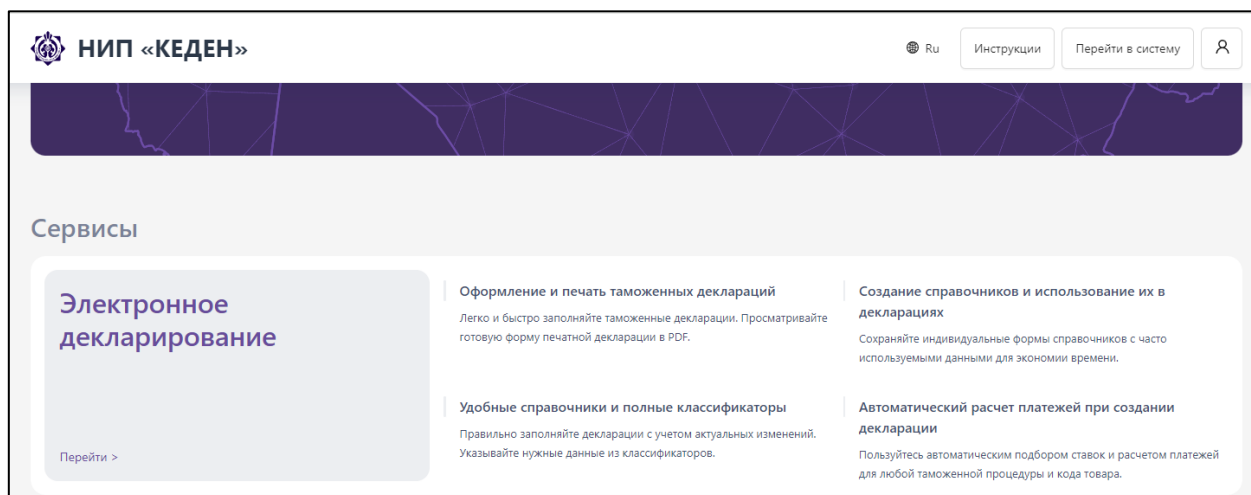 НИП «КЕДЕН»
Ru
Инструкции
Перейти в систему
Сервисы
Электронное
декларирование
Перейти >
Оформление и печать таможенных деклараций
Легко и быстро заполняйте таможенные декларации. Просматривайте
готовую форму печатной декларации в PDF.
Создание справочников и использование их в
декларациях
Сохраняйте индивидуальные формы справочников с часто
используемыми данными для экономии времени.
Удобные справочники и полные классификаторы
Правильно заполняйте декларации с учетом актуальных изменений.
Указывайте нужные данные из классификаторов.
Автоматический расчет платежей при создании
декларации
Пользуйтесь автоматическим подбором ставок и расчетом платежей
для любой таможенной процедуры и кода товара.